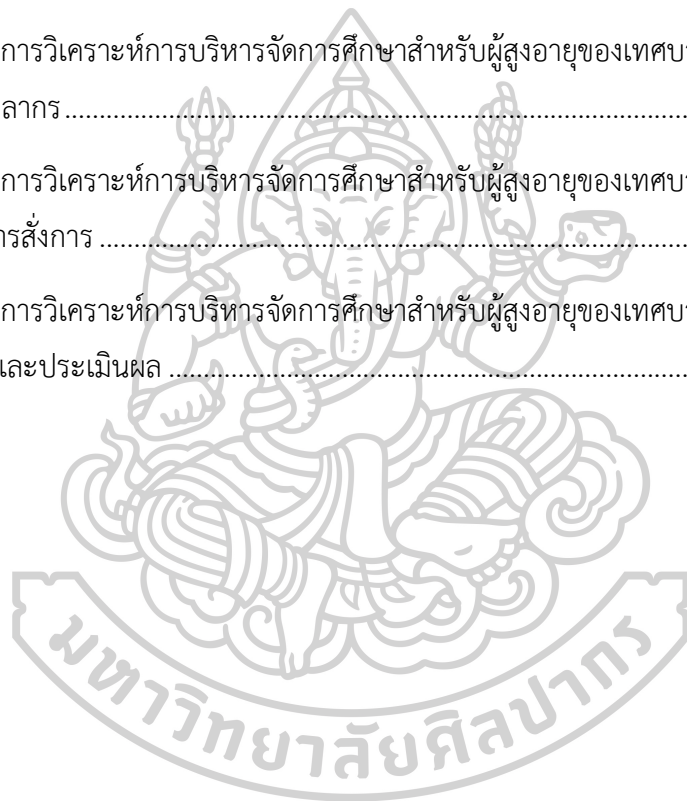 การวิเคราะห์การบริหารจัดการศึกษาสำหรับผู้สูงอายุของเทศบา
ลากร ........................................................................................
การวิเคราะห์การบริหารจัดการศึกษาสำหรับผู้สูงอายุของเทศบา
ารสั่งการ ........................................................................................
การวิเคราะห์การบริหารจัดการศึกษาสำหรับผู้สูงอายุของเทศบา
และประเมินผล ........................................................................................
มหาวิทยาลัยศิลปากร